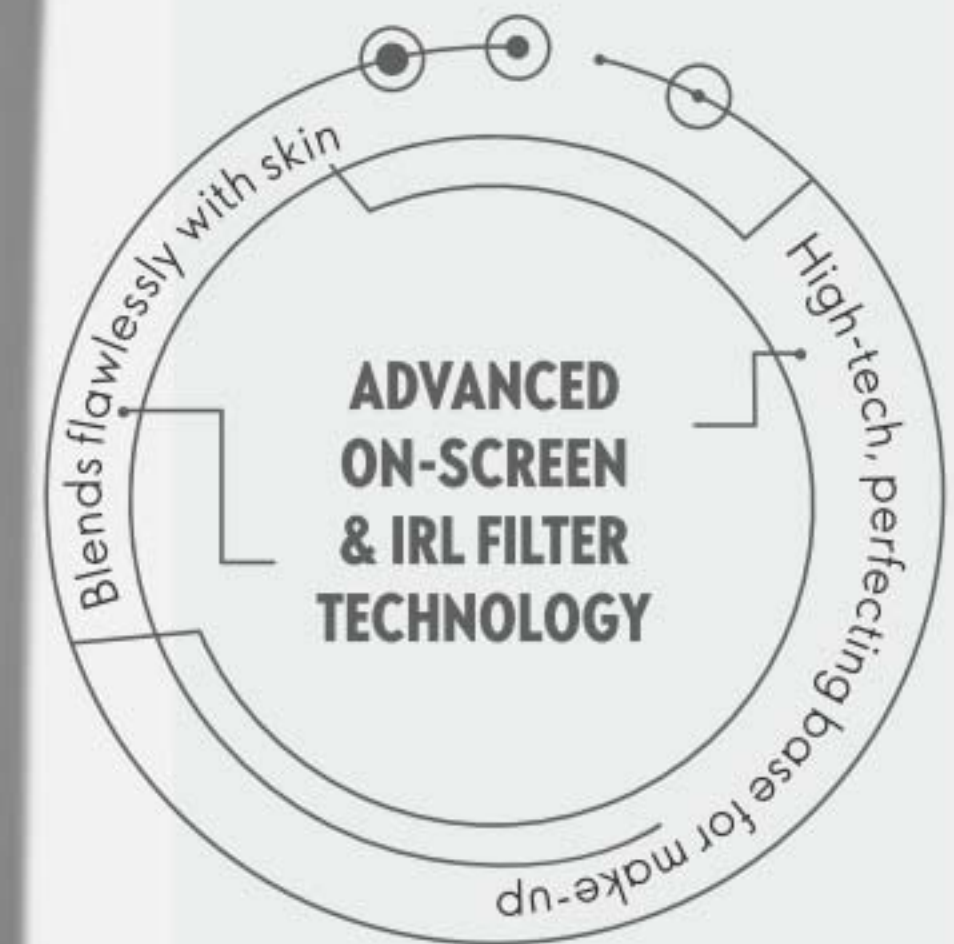 Blends flawlessly with skin
High-tech, perfecting base for make-up
ADVANCED
ON-SCREEN
& IRL FILTER
TECHNOLOGY